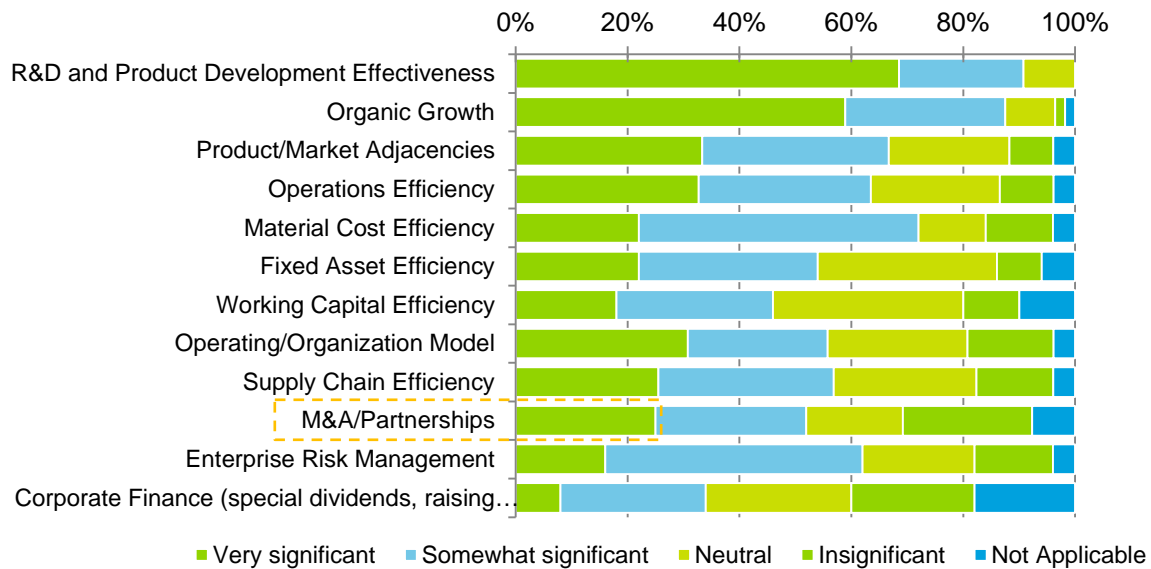 0% 20% 40% 60% 80% 100%
R&D and Product Development Effectiveness
Organic Growth
Product/Market Adjacencies
Operations Efficiency
Material Cost Efficiency
Fixed Asset Efficiency
Working Capital Efficiency
Operating/Organization Model
Supply Chain Efficiency
M&A/Partnerships
Enterprise Risk Management
Corporate Finance (special dividends, raising…
Very significant Somewhat significant Neutral Insignificant Not Applicable